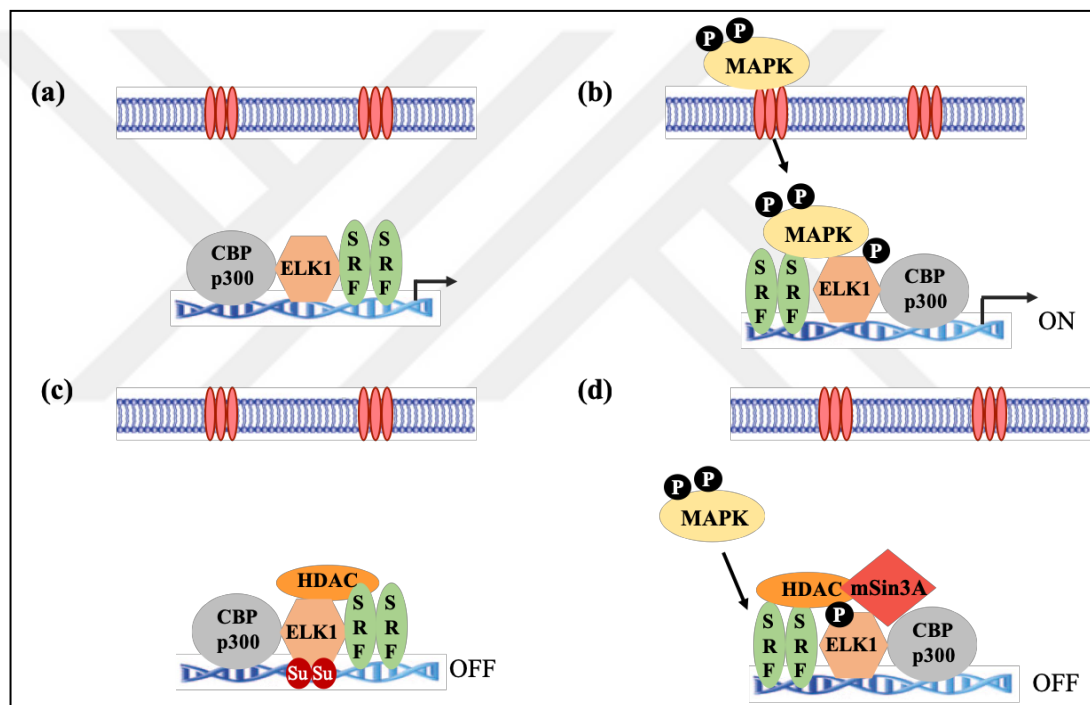 (a)
CBP
p300
ELK1
S
R
F
S
R
F
(b)
P
P
MAPK
P
P
MAPK
P
S
R
F
S
R
F
ELK1
CBP
p300
ON
(c)
HDAC
CBP
p300
ELK1
S
R
F
S
R
F
Su
Su
OFF
(d)
P
P
MAPK
HDAC
mSin3A
S
R
F
S
R
F
P
ELK1
CBP
p300
OFF